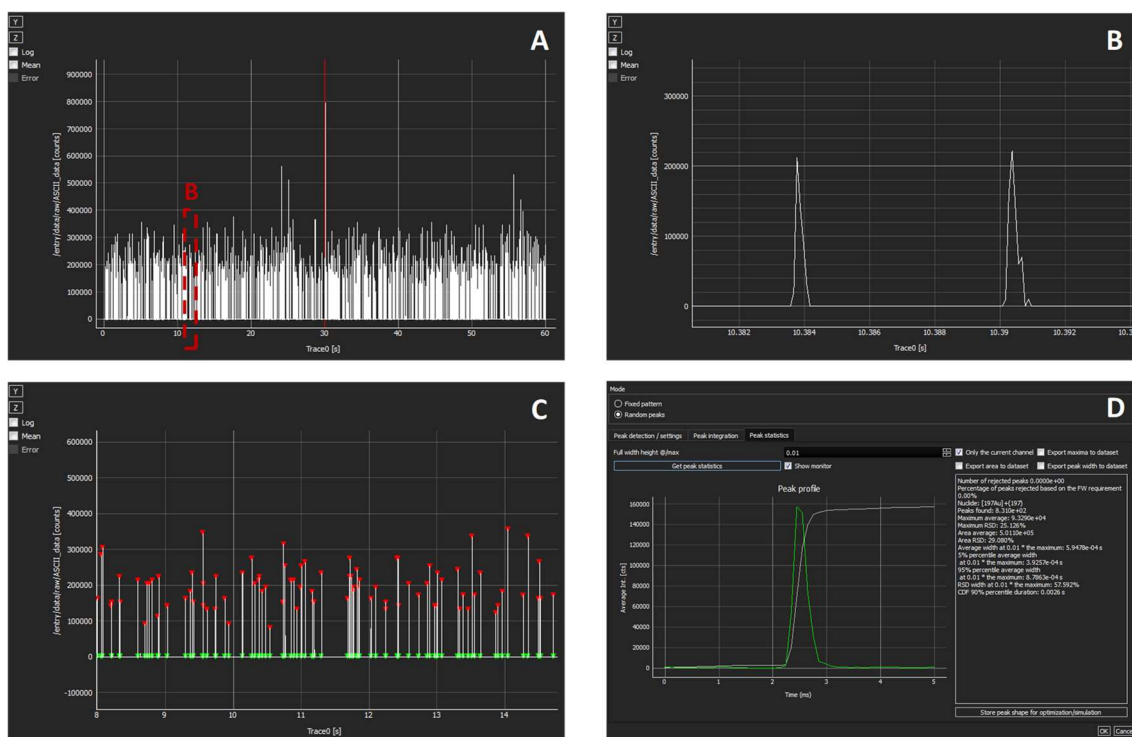 Y
Z
Log
Mean
Error
A
/entry/data/raw/ASCII_data [counts]
900000
800000
700000
600000
500000
400000
300000
200000
100000
0
B
0
10
20
30
40
50
60
Trace0 [s]
Y
Z
Log
Mean
Error
B
/entry/data/raw/ASCII_data [counts]
300000
200000
100000
0
10.382
10.384
10.386
10.388
10.39
10.392
Trace0 [s]
Y
Z
Log
Mean
Error
C
/entry/data/raw/ASCII_data [counts]
600000
500000
400000
300000
200000
100000
0
-100000
8
9
10
11
12
13
14
Trace0 [s]
Mode
Fixed pattern
Random peaks
D
Peak detection / settings
Peak integration
Peak statistics
Full width height @/max
0.01
Only the current channel
Export maxima to dataset
Get peak statistics
Show monitor
Export area to dataset
Export peak width to dataset
Peak profile
Average Int. [cts]
160000
140000
120000
100000
80000
60000
40000
20000
0
0
1
2
3
4
5
Time (ms)
Number of rejected peaks 0.0000e+00
Percentage of peaks rejected based on the FW requirement
0.00%
Nuclide: [197Au]+(197)
Peaks found: 8.310e+02
Maximum average: 9.3290e+04
Maximum RSD: 25.126%
Area average: 5.0110e+05
Area RSD: 29.080%
Average width at 0.01 * the maximum: 5.9478e-04 s
5% percentile average width
at 0.01 * the maximum: 3.9257e-04 s
95% percentile average width
at 0.01 * the maximum: 8.7863e-04 s
RSD width at 0.01 * the maximum: 57.592%
CDF 90% percentile duration: 0.0026 s
Store peak shape for optimization/simulation
OK